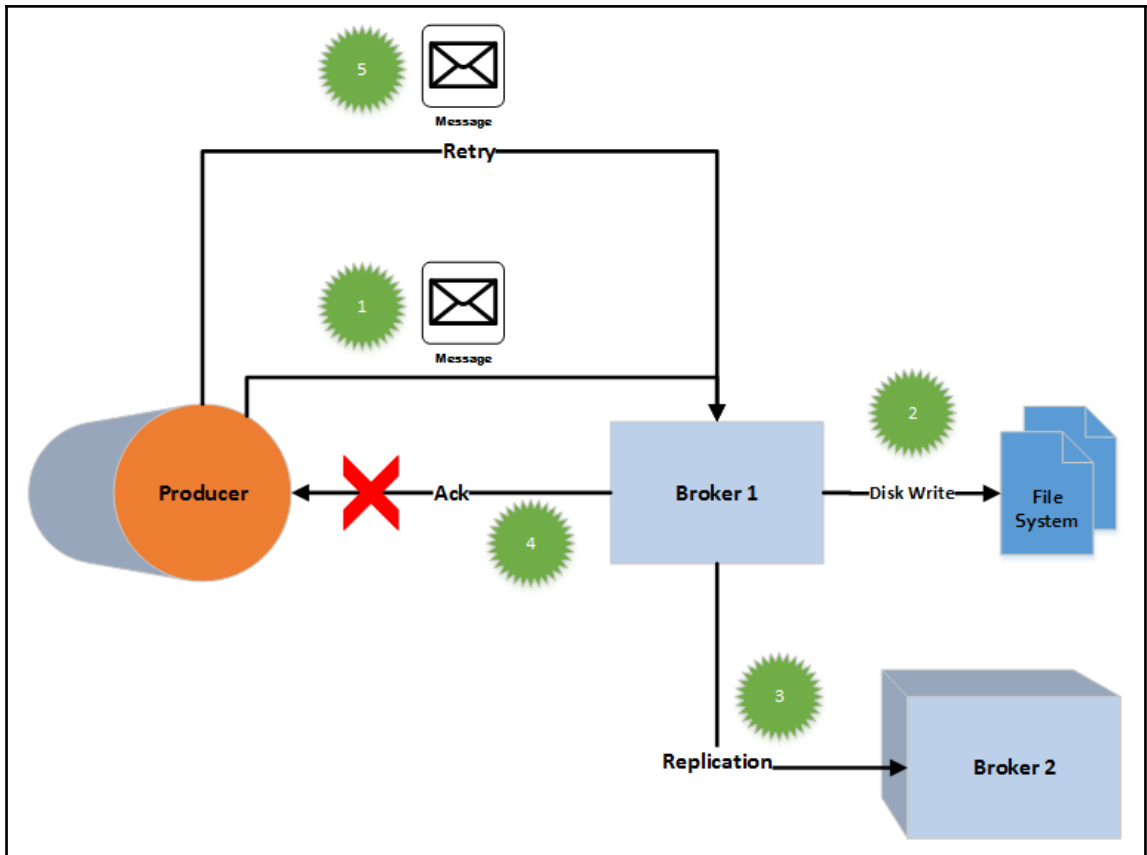 5
Message
Retry
1
Message
2
Producer
Ack
Broker 1
Disk Write
File
System
4
3
Replication
Broker 2